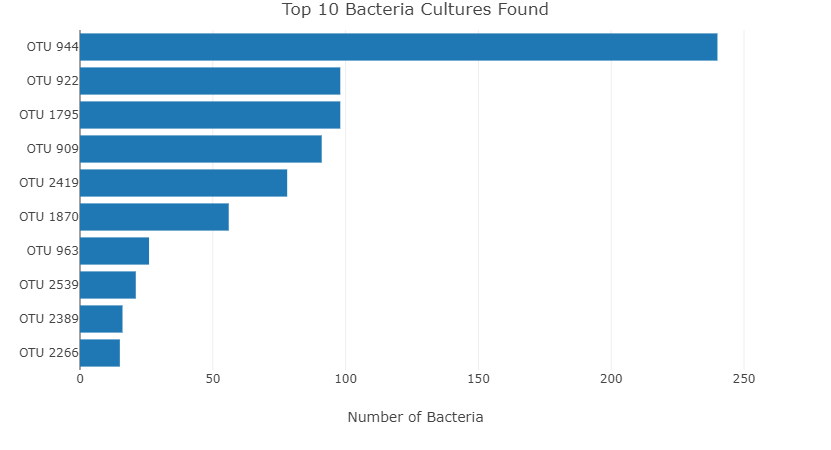 Top 10 Bacteria Cultures Found
OTU 944
OTU 922
OTU 1795
OTU 909
OTU 2419
OTU 1870
OTU 963
OTU 2539
OTU 2389
OTU 2266
0 50 100 150 200 250
Number of Bacteria